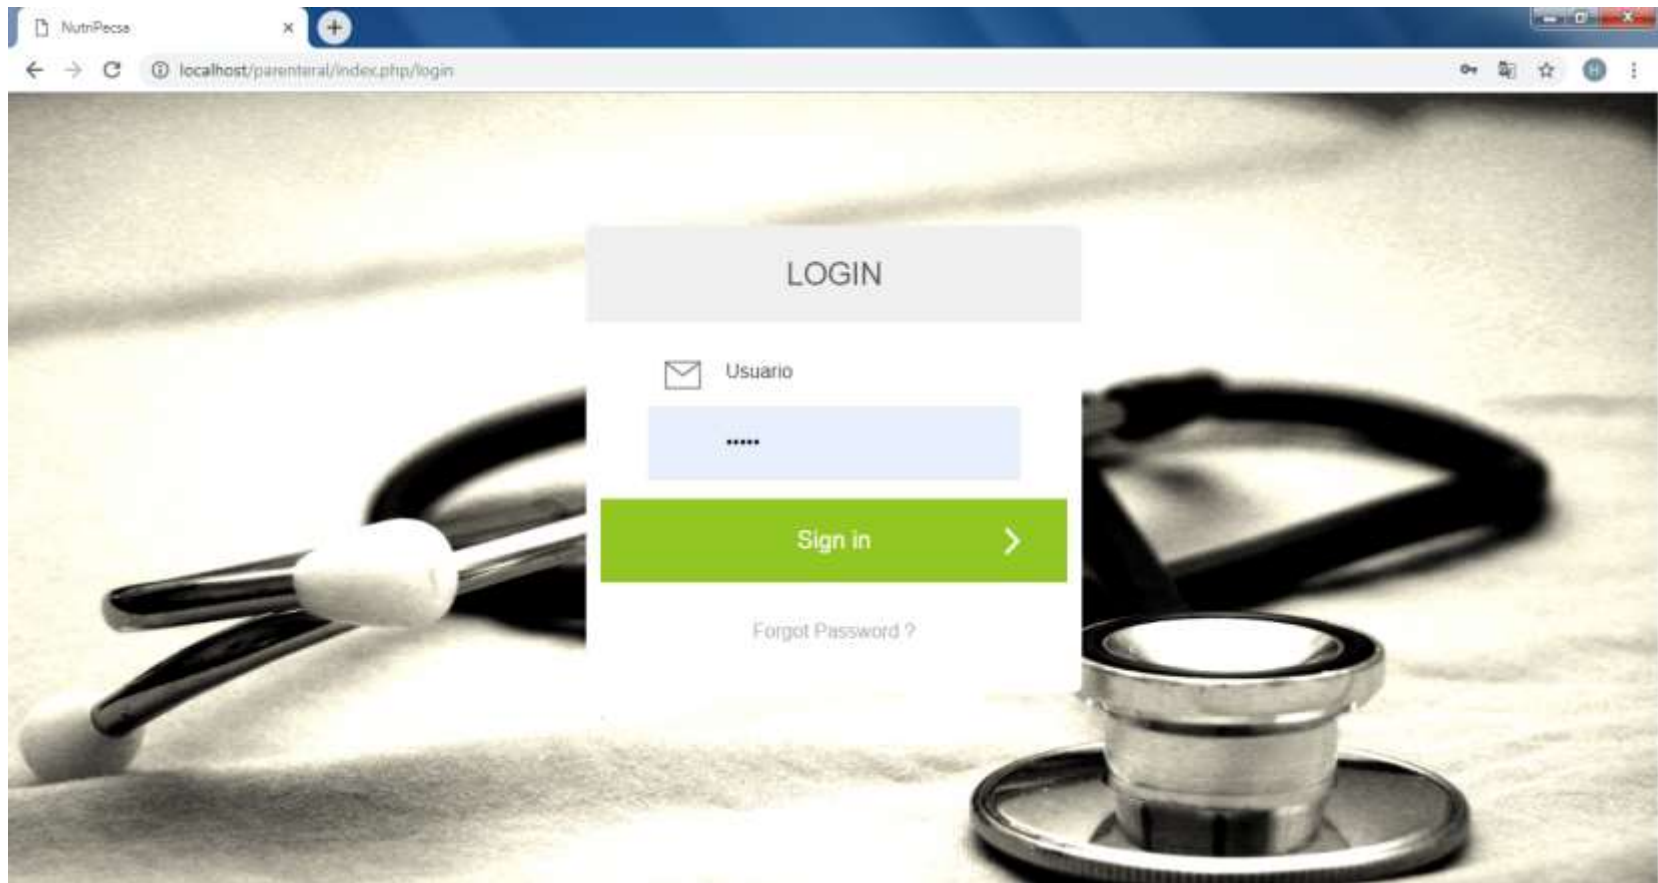 NutriPecsa
localhost/parenteral/index.php/login
H
LOGIN
Usuario
•••••
Sign in
Forgot Password ?